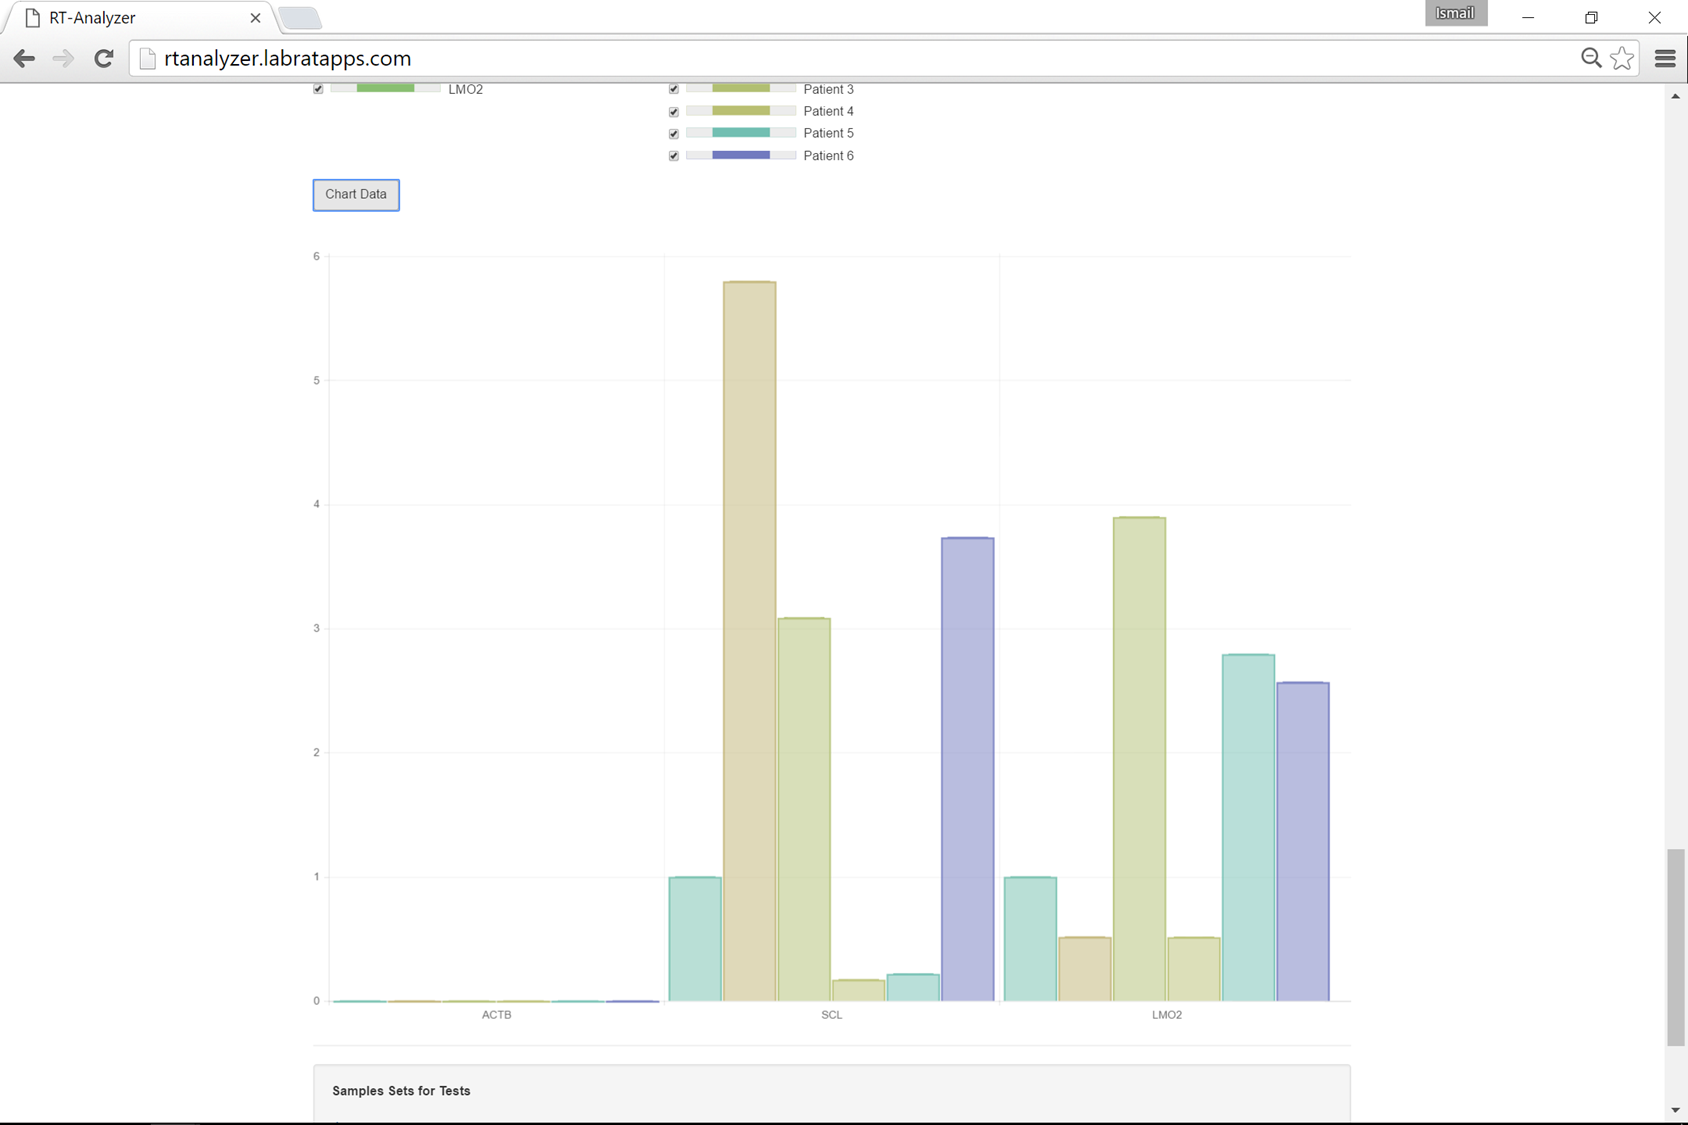 RT-Analyzer
Ismail
rtanalyzer.labratapps.com
LMO2
Patient 3
Patient 4
Patient 5
Patient 6
Chart Data
6
5
4
3
2
1
0
ACTB SCL LMO2
Samples Sets for Tests